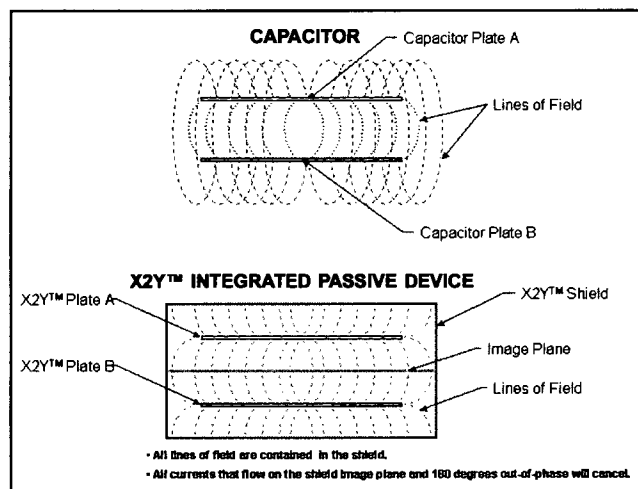 CAPACITOR
Capacitor Plate A
Lines of Field
Capacitor Plate B
X2Y™ INTEGRATED PASSIVE DEVICE
X2Y™ Plate A
X2Y™ Shield
Image Plane
X2Y™ Plate B
Lines of Field
• All lines of field are contained in the shield.
• All currents that flow on the shield image plane and 180 degrees out-of-phase will cancel.